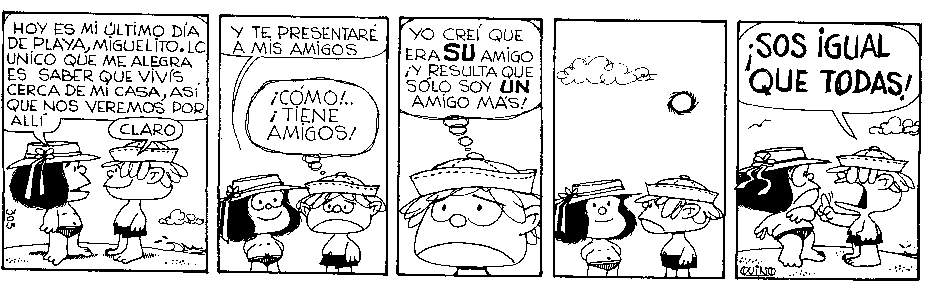 HOY ES MI ÚLTIMO DÍA
DE PLAYA, MIGUELITO. LO
UNICO QUE ME ALEGRA
ES SABER QUE VIVÍS
CERCA DE MI CASA, ASÍ
QUE NOS VEREMOS POR
ALLÍ
CLARO
305
Y TE PRESENTARÉ
A MIS AMIGOS
¡CÓMO!..
¡TIENE
AMIGOS!
YO CREÍ QUE
ERA SU AMIGO
¡Y RESULTA QUE
SÓLO SOY UN
AMIGO MÁS!
¡SOS IGUAL
QUE TODAS!
QUINO